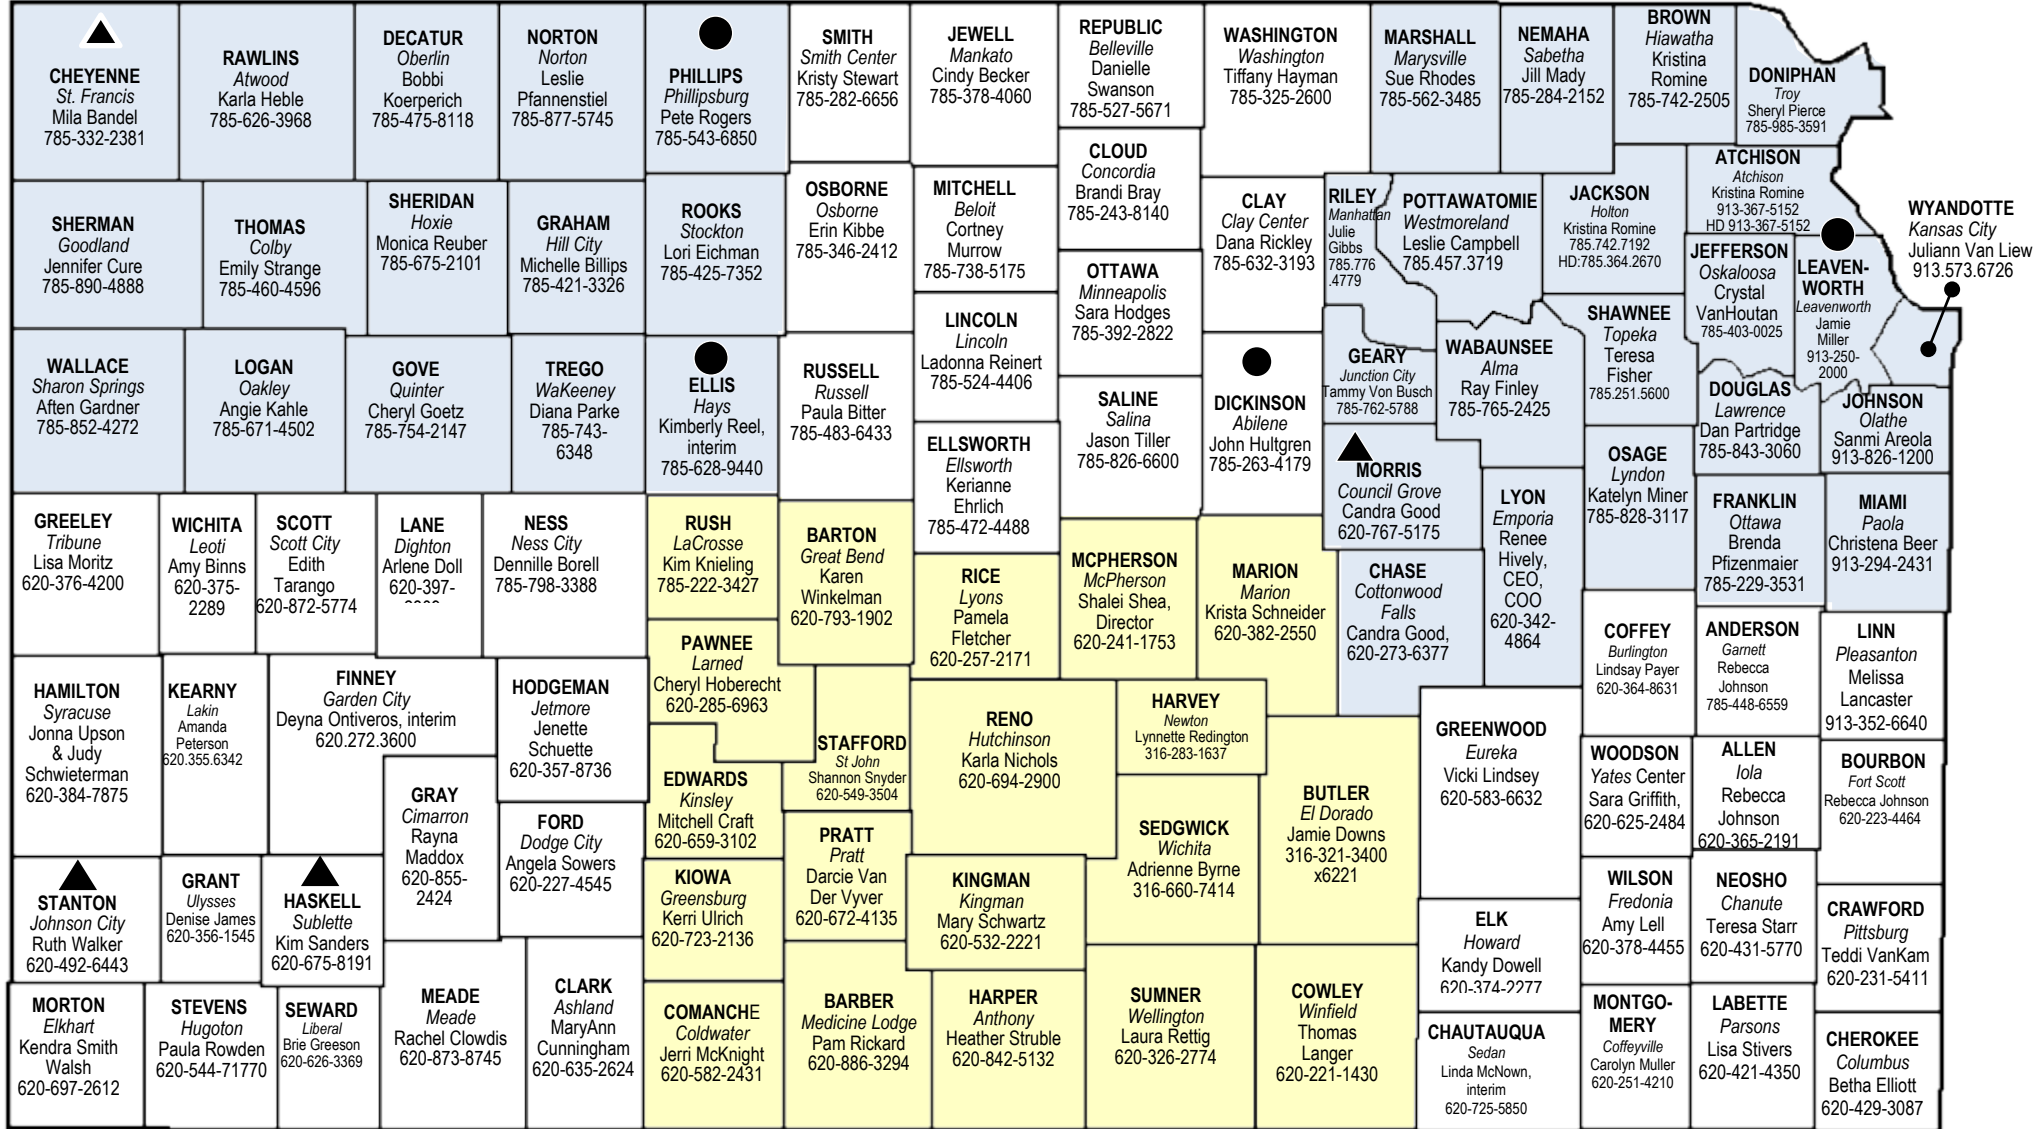 CHEYENNE
St. Francis
Mila Bandel
785-332-2381
RAWLINS
Atwood
Karla Heble
785-626-3968
DECATUR
Oberlin
Bobbi
Koerperich
785-475-8118
NORTON
Norton
Leslie
Pfannenstiel
785-877-5745
PHILLIPS
Phillipsburg
Pete Rogers
785-543-6850
SMITH
Smith Center
Kristy Stewart
785-282-6656
JEWELL
Mankato
Cindy Becker
785-378-4060
REPUBLIC
Belleville
Danielle
Swanson
785-527-5671
WASHINGTON
Washington
Tiffany Hayman
785-325-2600
MARSHALL
Marysville
Sue Rhodes
785-562-3485
NEMAHA
Sabetha
Jill Mady
785-284-2152
BROWN
Hiawatha
Kristina
Romine
785-742-2505
DONIPHAN
Troy
Sheryl Pierce
785-985-3591
SHERMAN
Goodland
Jennifer Cure
785-890-4888
THOMAS
Colby
Emily Strange
785-460-4596
SHERIDAN
Hoxie
Monica Reuber
785-675-2101
GRAHAM
Hill City
Michelle Billips
785-421-3326
ROOKS
Stockton
Lori Eichman
785-425-7352
OSBORNE
Osborne
Erin Kibbe
785-346-2412
MITCHELL
Beloit
Cortney
Murrow
785-738-5175
CLOUD
Concordia
Brandi Bray
785-243-8140
CLAY
Clay Center
Dana Rickley
785-632-3193
RILEY
Manhattan
Julie
Gibbs
785.776
.4779
POTTAWATOMIE
Westmoreland
Leslie Campbell
785.457.3719
JACKSON
Holton
Kristina Romine
785.742.7192
HD:785.364.2670
ATCHISON
Atchison
Kristina Romine
913-367-5152
HD 913-367-5152
JEFFERSON
Oskaloosa
Crystal
VanHoutan
785-403-0025
LEAVEN-
WORTH
Leavenworth
Jamie
Miller
913-250-
2000
WYANDOTTE
Kansas City
Juliann Van Liew
913.573.6726
OTTAWA
Minneapolis
Sara Hodges
785-392-2822
LINCOLN
Lincoln
Ladonna Reinert
785-524-4406
WALLACE
Sharon Springs
Aften Gardner
785-852-4272
LOGAN
Oakley
Angie Kahle
785-671-4502
GOVE
Quinter
Cheryl Goetz
785-754-2147
TREGO
WaKeeney
Diana Parke
785-743-
6348
ELLIS
Hays
Kimberly Reel,
interim
785-628-9440
RUSSELL
Russell
Paula Bitter
785-483-6433
ELLSWORTH
Ellsworth
Kerianne
Ehrlich
785-472-4488
SALINE
Salina
Jason Tiller
785-826-6600
DICKINSON
Abilene
John Hultgren
785-263-4179
GEARY
Junction City
Tammy Von Busch
785-762-5788
WABAUNSEE
Alma
Ray Finley
785-765-2425
SHAWNEE
Topeka
Teresa
Fisher
785.251.5600
DOUGLAS
Lawrence
Dan Partridge
785-843-3060
JOHNSON
Olathe
Sanmi Areola
913-826-1200
MORRIS
Council Grove
Candra Good
620-767-5175
LYON
Emporia
Renee
Hively,
CEO,
COO
620-342-
4864
OSAGE
Lyndon
Katelyn Miner
785-828-3117
FRANKLIN
Ottawa
Brenda
Pfizenmaier
785-229-3531
MIAMI
Paola
Christena Beer
913-294-2431
GREELEY
Tribune
Lisa Moritz
620-376-4200
WICHITA
Leoti
Amy Binns
620-375-
2289
SCOTT
Scott City
Edith
Tarango
620-872-5774
LANE
Dighton
Arlene Doll
620-397-
NESS
Ness City
Dennille Borell
785-798-3388
RUSH
LaCrosse
Kim Knieling
785-222-3427
BARTON
Great Bend
Karen
Winkelman
620-793-1902
RICE
Lyons
Pamela
Fletcher
620-257-2171
MCPHERSON
McPherson
Shalei Shea,
Director
620-241-1753
MARION
Marion
Krista Schneider
620-382-2550
CHASE
Cottonwood
Falls
Candra Good,
620-273-6377
COFFEY
Burlington
Lindsay Payer
620-364-8631
ANDERSON
Garnett
Rebecca
Johnson
785-448-6559
LINN
Pleasanton
Melissa
Lancaster
913-352-6640
HAMILTON
Syracuse
Jonna Upson
& Judy
Schwieterman
620-384-7875
KEARNY
Lakin
Amanda
Peterson
620.355.6342
FINNEY
Garden City
Deyna Ontiveros, interim
620.272.3600
HODGEMAN
Jetmore
Jenette
Schuette
620-357-8736
PAWNEE
Larned
Cheryl Hoberecht
620-285-6963
STAFFORD
St John
Shannon Snyder
620-549-3504
RENO
Hutchinson
Karla Nichols
620-694-2900
HARVEY
Newton
Lynnette Redington
316-283-1637
GREENWOOD
Eureka
Vicki Lindsey
620-583-6632
WOODSON
Yates Center
Sara Griffith,
620-625-2484
ALLEN
Iola
Rebecca
Johnson
620-365-2191
BOURBON
Fort Scott
Rebecca Johnson
620-223-4464
GRAY
Cimarron
Rayna
Maddox
620-855-
2424
FORD
Dodge City
Angela Sowers
620-227-4545
EDWARDS
Kinsley
Mitchell Craft
620-659-3102
PRATT
Pratt
Darcie Van
Der Vyver
620-672-4135
SEDGWICK
Wichita
Adrienne Byrne
316-660-7414
BUTLER
El Dorado
Jamie Downs
316-321-3400
x6221
STANTON
Johnson City
Ruth Walker
620-492-6443
GRANT
Ulysses
Denise James
620-356-1545
HASKELL
Sublette
Kim Sanders
620-675-8191
KIOWA
Greensburg
Kerri Ulrich
620-723-2136
KINGMAN
Kingman
Mary Schwartz
620-532-2221
ELK
Howard
Kandy Dowell
620-374-2277
WILSON
Fredonia
Amy Lell
620-378-4455
NEOSHO
Chanute
Teresa Starr
620-431-5770
CRAWFORD
Pittsburg
Teddi VanKam
620-231-5411
MORTON
Elkhart
Kendra Smith
Walsh
620-697-2612
STEVENS
Hugoton
Paula Rowden
620-544-71770
SEWARD
Liberal
Brie Greeson
620-626-3369
MEADE
Meade
Rachel Clowdis
620-873-8745
CLARK
Ashland
MaryAnn
Cunningham
620-635-2624
COMANCHE
Coldwater
Jerri McKnight
620-582-2431
BARBER
Medicine Lodge
Pam Rickard
620-886-3294
HARPER
Anthony
Heather Struble
620-842-5132
SUMNER
Wellington
Laura Rettig
620-326-2774
COWLEY
Winfield
Thomas
Langer
620-221-1430
CHAUTAUQUA
Sedan
Linda McNown,
interim
620-725-5850
MONTGO-
MERY
Coffeyville
Carolyn Muller
620-251-4210
LABETTE
Parsons
Lisa Stivers
620-421-4350
CHEROKEE
Columbus
Betha Elliott
620-429-3087